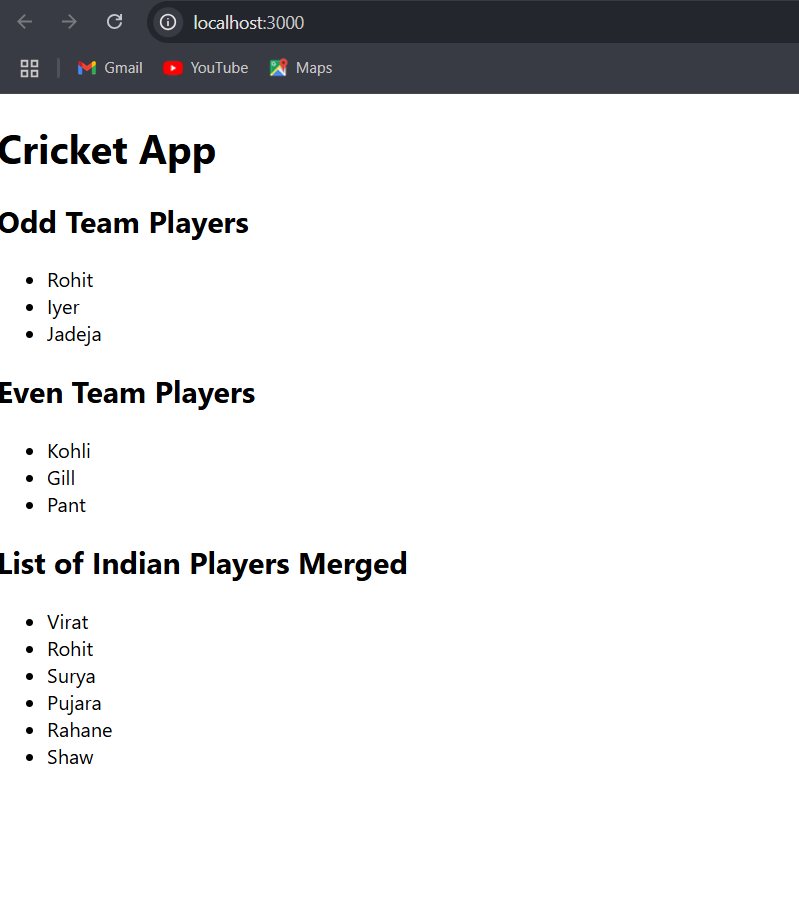 localhost:3000
Gmail YouTube Maps
Cricket App
Odd Team Players
Rohit
Iyer
Jadeja
Even Team Players
Kohli
Gill
Pant
List of Indian Players Merged
Virat
Rohit
Surya
Pujara
Rahane
Shaw